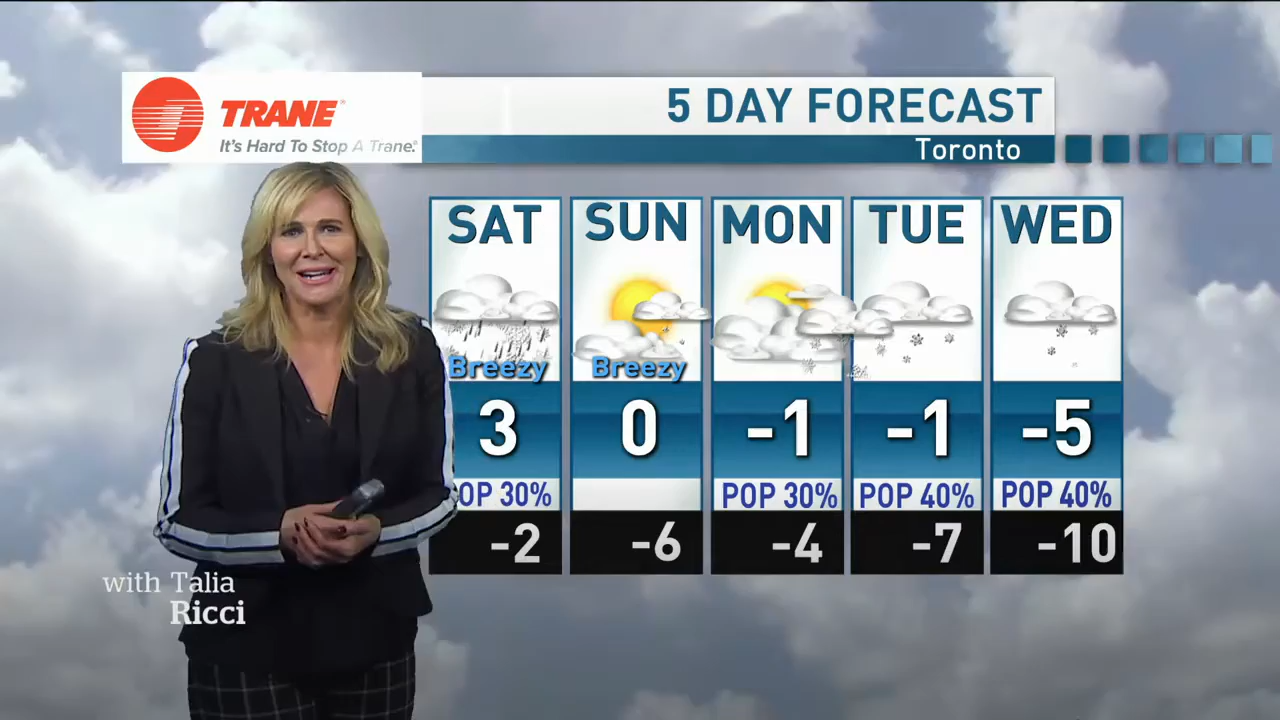 TRANE
It's Hard To Stop A Trane.
5 DAY FORECAST
Toronto
SAT SUN MON TUE WED
Breezy Breezy
3 0 -1 -1 -5
OP 30% POP 30% POP 40% POP 40%
-2 -6 -4 -7 -10
with Talia
Ricci